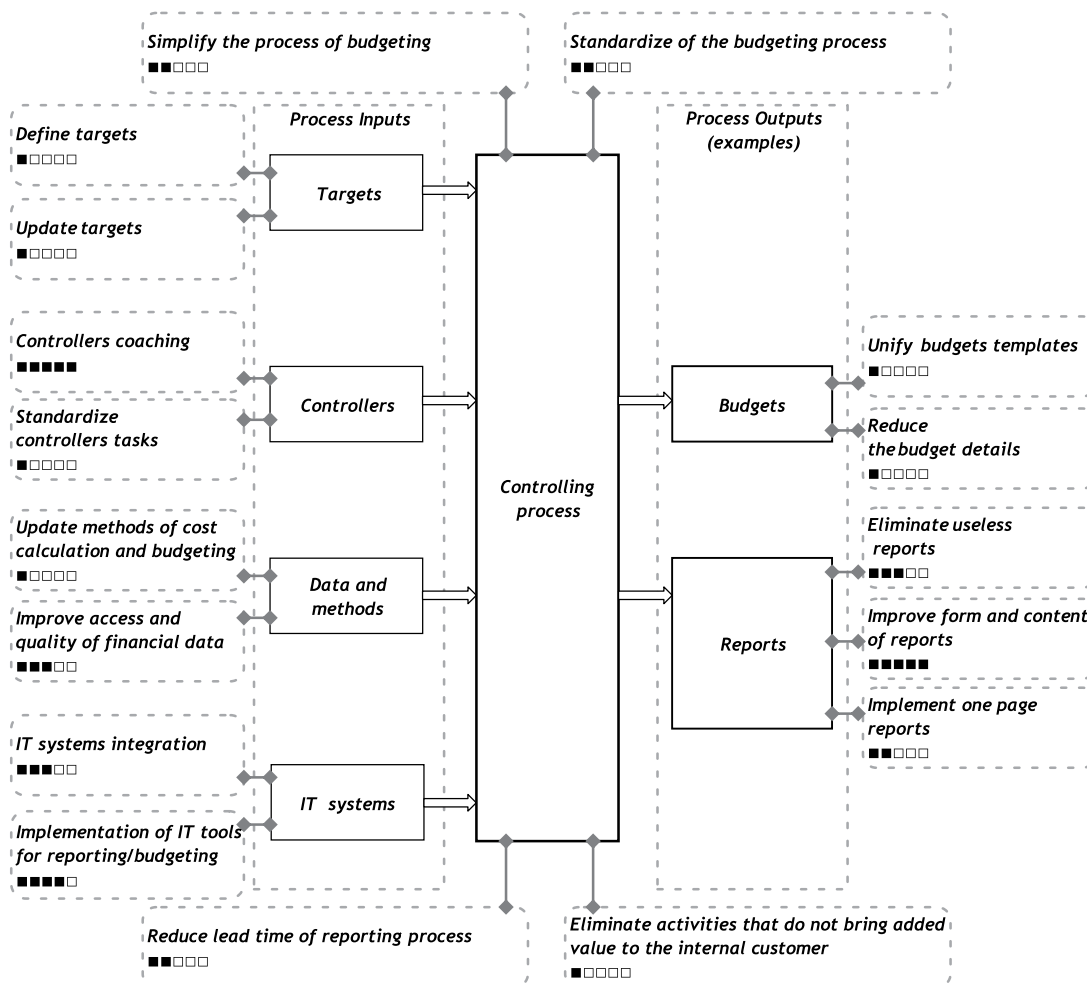 Simplify the process of budgeting
■■□□□
Standardize of the budgeting process
■■□□□
Process Inputs
Process Outputs
(examples)
Define targets
■□□□□
Update targets
■□□□□
Targets
Controllers coaching
■■■■■
Standardize
controllers tasks
■□□□□
Controllers
Update methods of cost
calculation and budgeting
■□□□□
Improve access and
quality of financial data
■■■□□
Data and
methods
IT systems integration
■■■□□
Implementation of IT tools
for reporting/budgeting
■■■■□
IT systems
Controlling
process
Budgets
Unify budgets templates
■□□□□
Reduce
the budget details
■□□□□
Reports
Eliminate useless
reports
■■■□□
Improve form and content
of reports
■■■■■
Implement one page
reports
■■□□□
Reduce lead time of reporting process
■■□□□
Eliminate activities that do not bring added
value to the internal customer
■□□□□